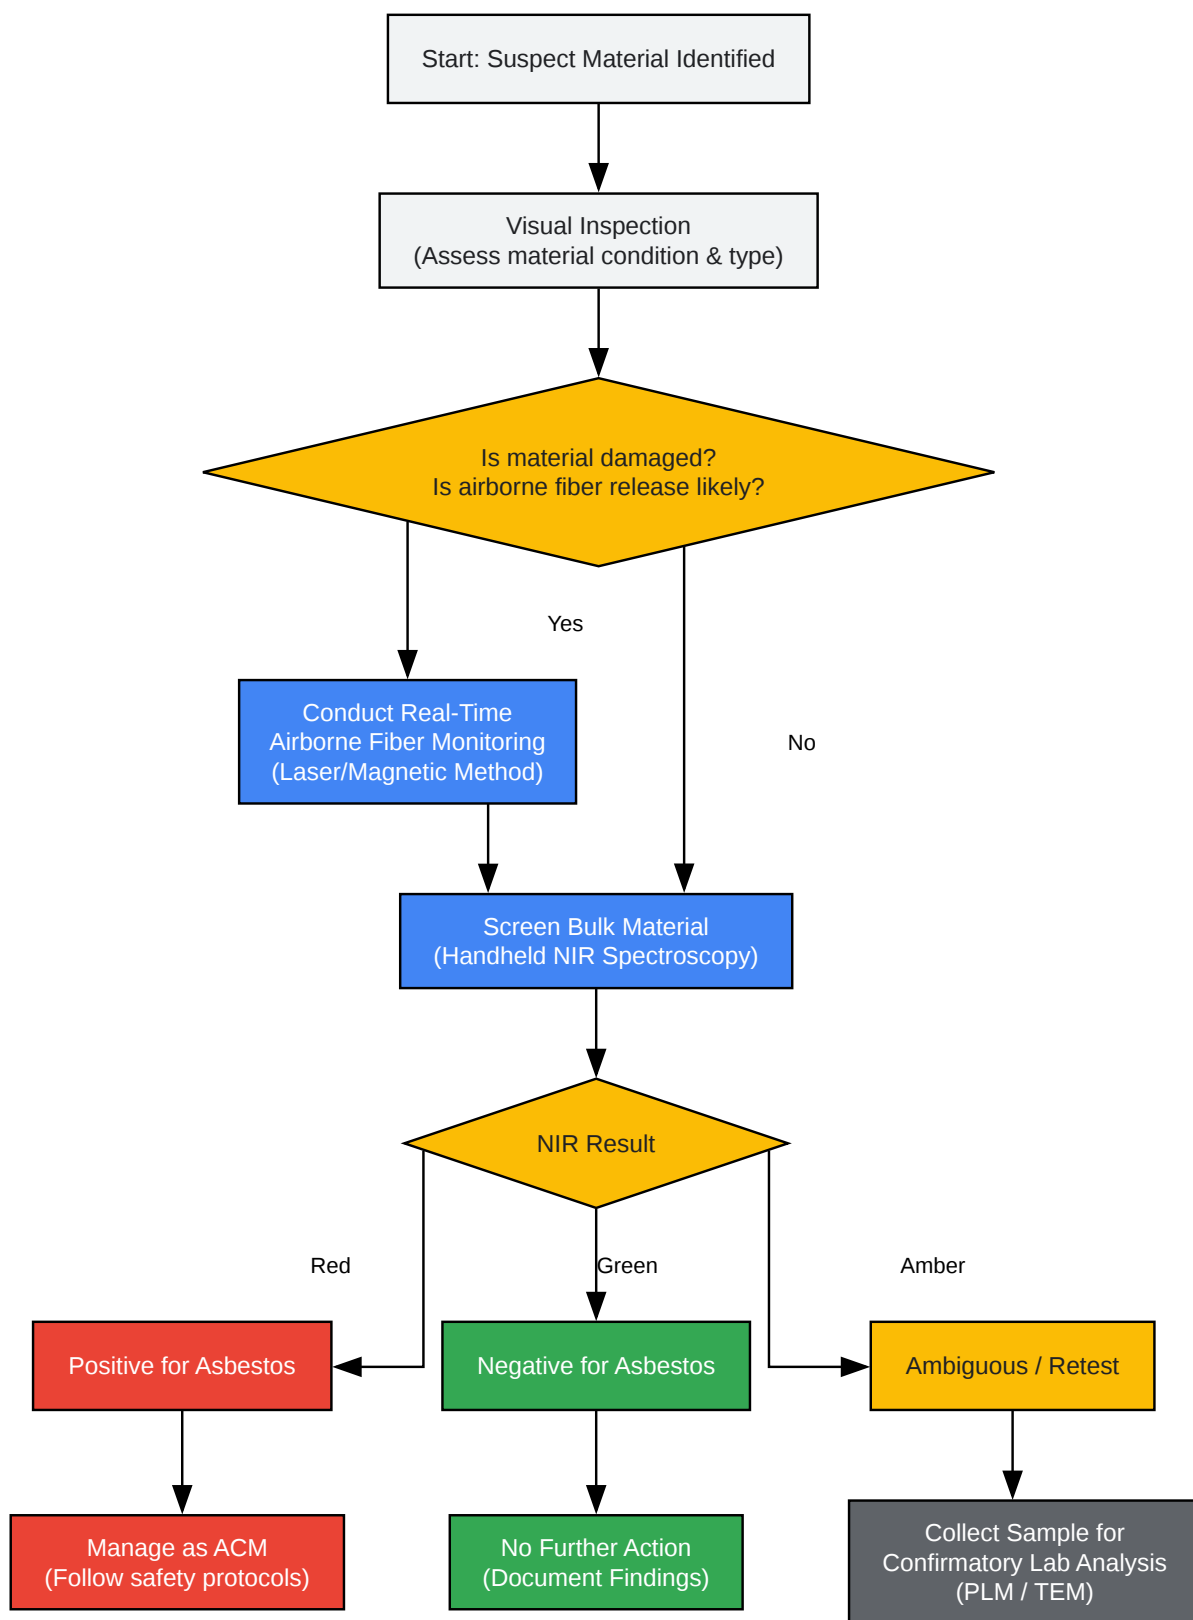 Start: Suspect Material Identified
Visual Inspection
(Assess material condition & type)
Is material damaged?
Is airborne fiber release likely?
Yes
Conduct Real-Time
Airborne Fiber Monitoring
(Laser/Magnetic Method)
No
Screen Bulk Material
(Handheld NIR Spectroscopy)
NIR Result
Red
Green
Amber
Positive for Asbestos
Negative for Asbestos
Ambiguous / Retest
Manage as ACM
(Follow safety protocols)
No Further Action
(Document Findings)
Collect Sample for
Confirmatory Lab Analysis
(PLM / TEM)